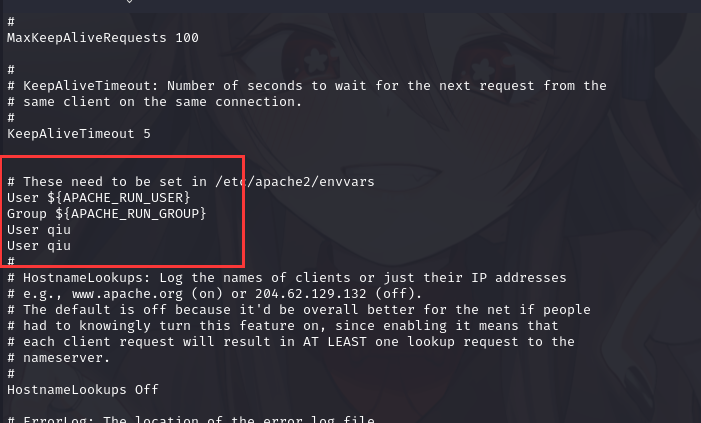 #
MaxKeepAliveRequests 100
#
# KeepAliveTimeout: Number of seconds to wait for the next request from the
# same client on the same connection.
#
KeepAliveTimeout 5
# These need to be set in /etc/apache2/envvars
User ${APACHE_RUN_USER}
Group ${APACHE_RUN_GROUP}
User qiu
User qiu
#
# HostnameLookups: Log the names of clients or just their IP addresses
# e.g., www.apache.org (on) or 204.62.129.132 (off).
# The default is off because it'd be overall better for the net if people
# had to knowingly turn this feature on, since enabling it means that
# each client request will result in AT LEAST one lookup request to the
# nameserver.
#
HostnameLookups Off
# ErrorLog: The location of the error log file